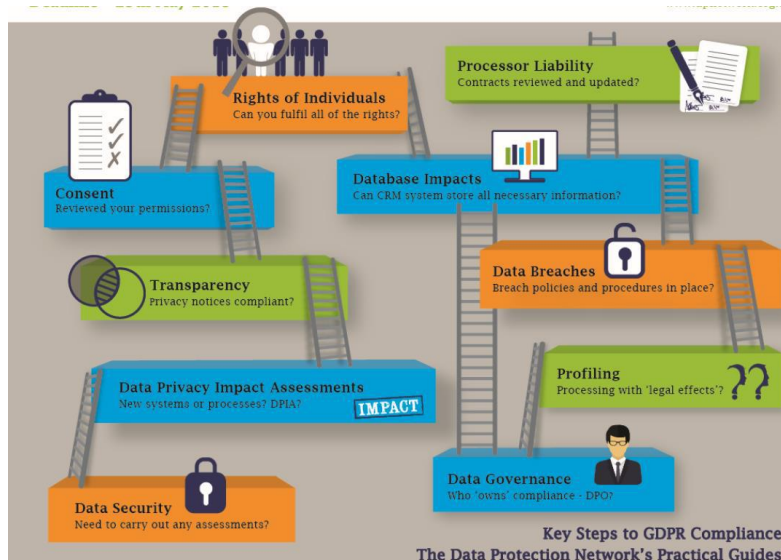 Rights of Individuals
Can you fulfil all of the rights?
Processor Liability
Contracts reviewed and updated?
Consent
Reviewed your permissions?
Database Impacts
Can CRM system store all necessary information?
Transparency
Privacy notices compliant?
Data Breaches
Breach policies and procedures in place?
Data Privacy Impact Assessments
New systems or processes? DPIA?
IMPACT
Profiling
Processing with ‘legal effects’?
??
Data Governance
Who ‘owns’ compliance - DPO?
Data Security
Need to carry out any assessments?
Key Steps to GDPR Compliance
The Data Protection Network's Practical Guides